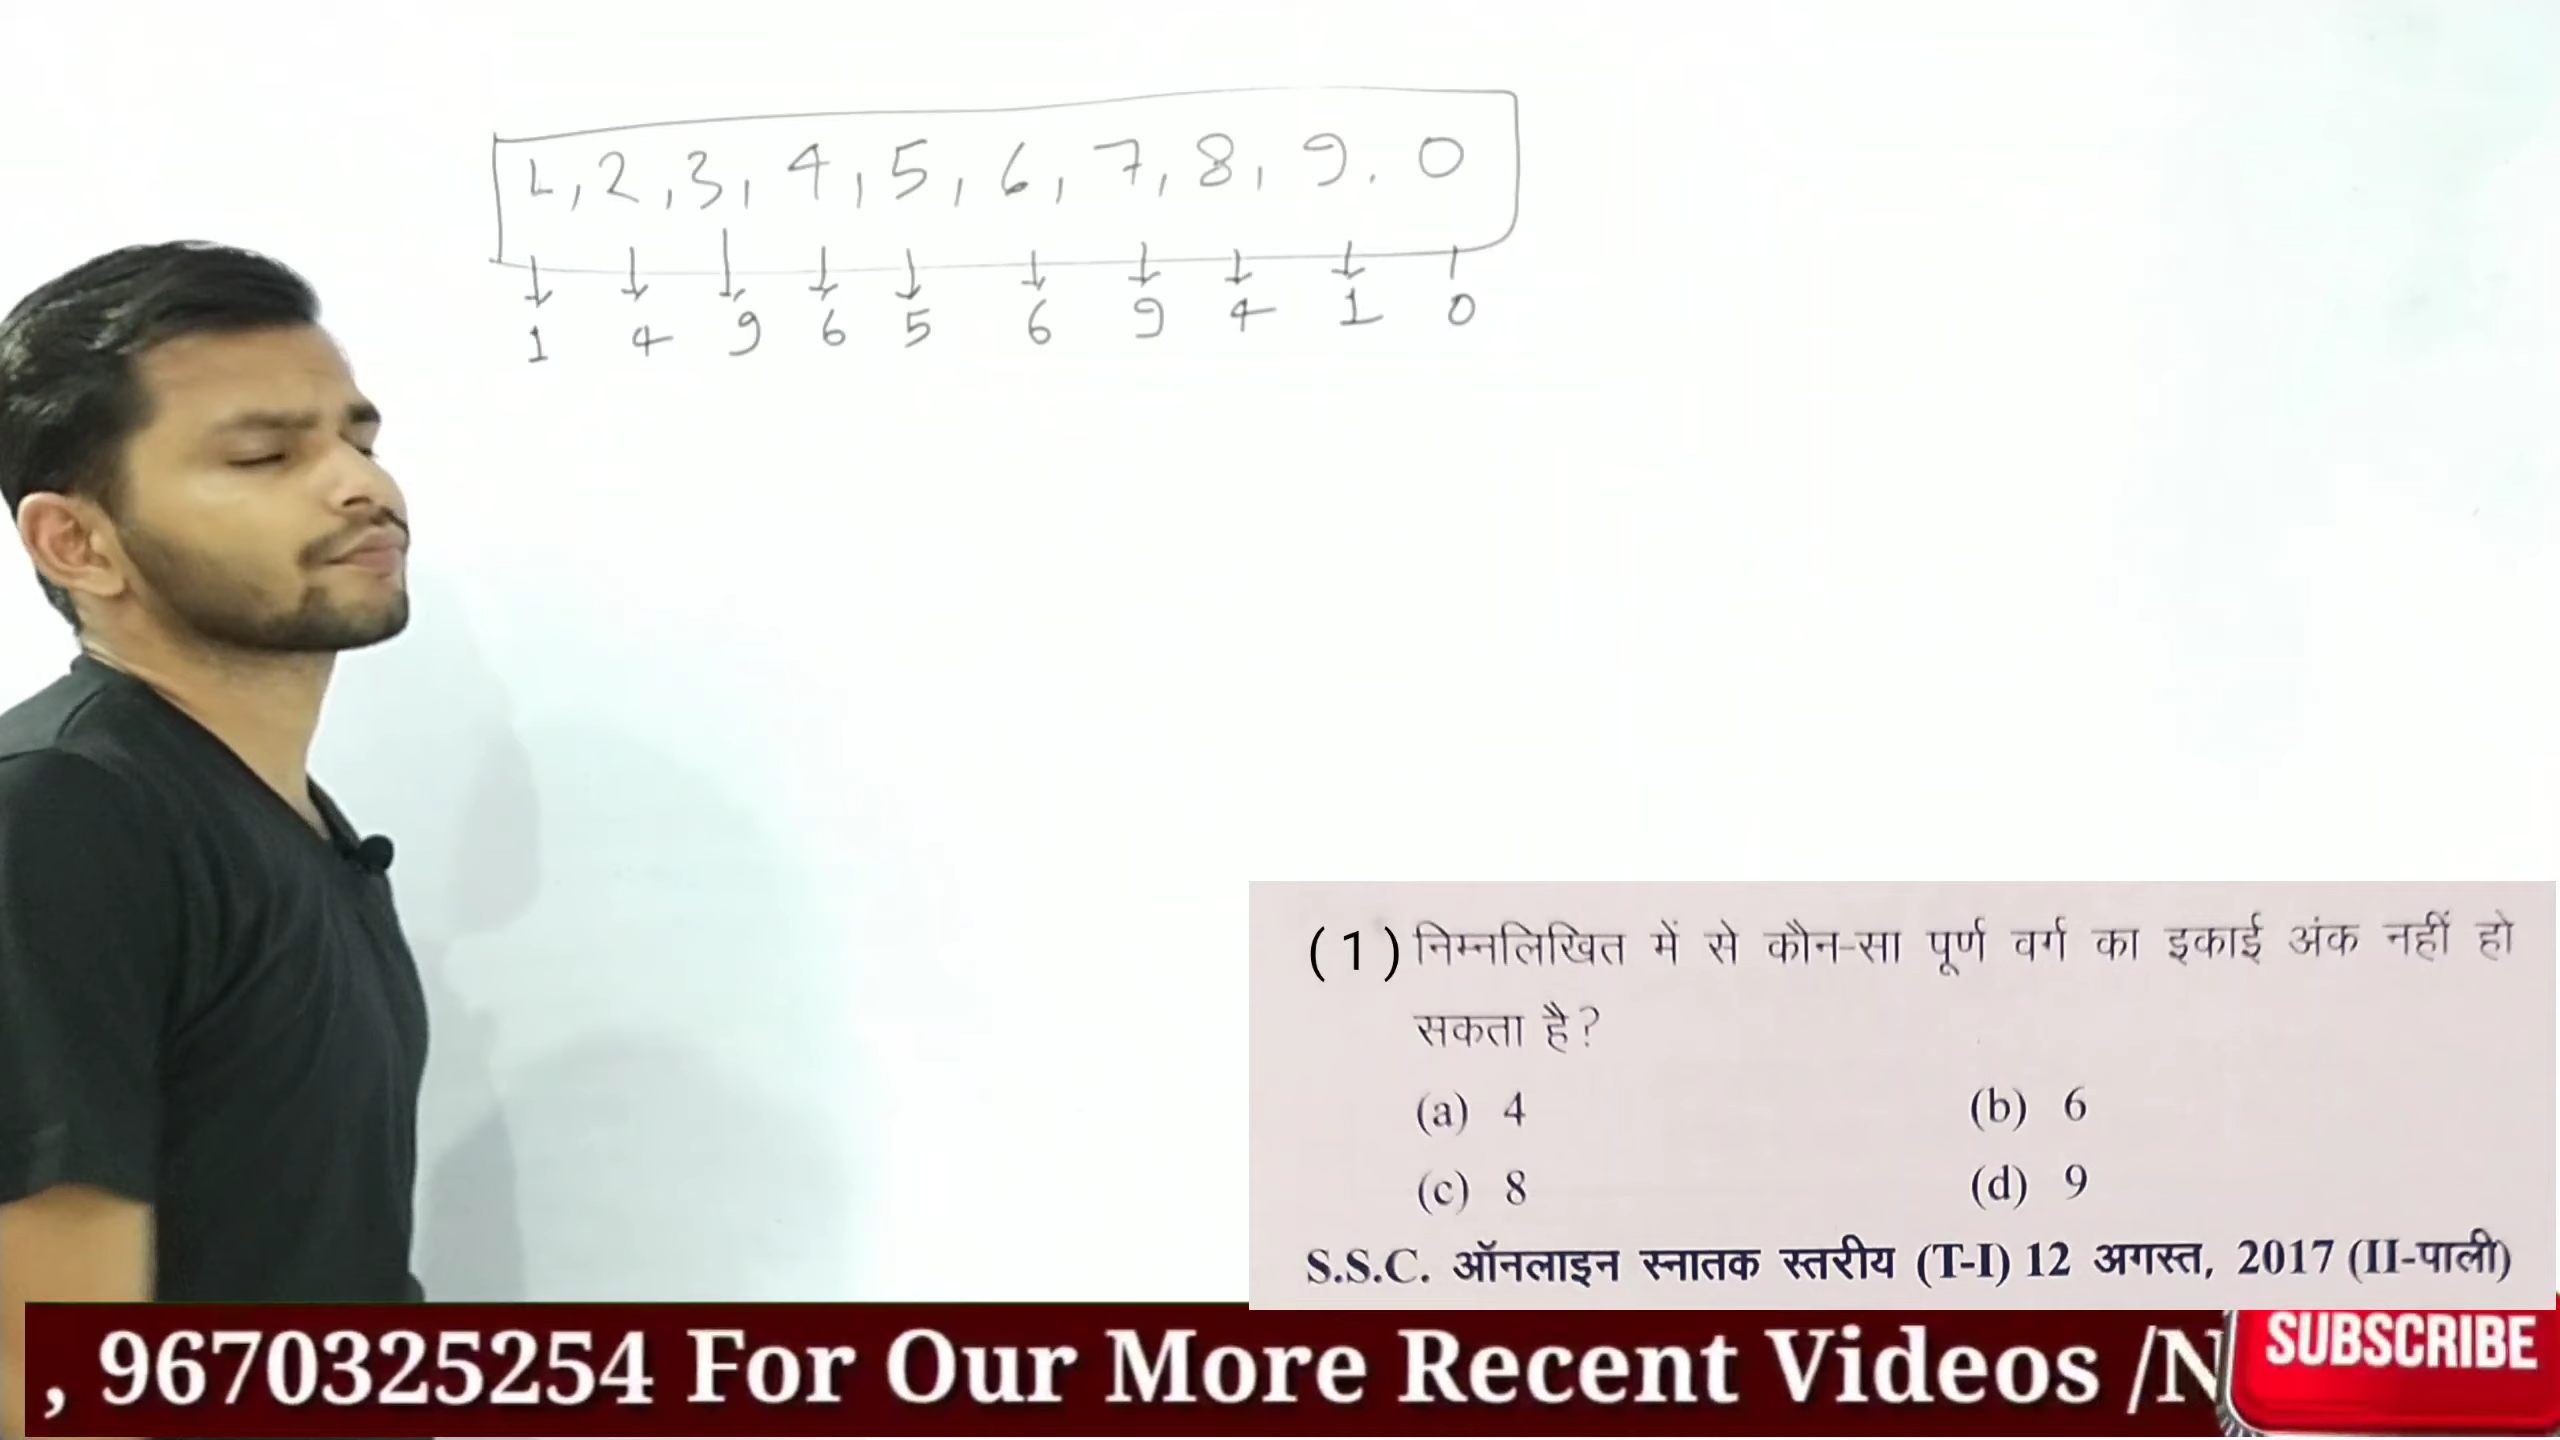 1, 2, 3, 4, 5, 6, 7, 8, 9. 0
1 4 9 6 5 6 9 4 1 0
(1) निम्नलिखित में से कौन-सा पूर्ण वर्ग का इकाई अंक नहीं हो
सकता है?
(a) 4 (b) 6
(c) 8 (d) 9
S.S.C. ऑनलाइन स्नातक स्तरीय (T-I) 12 अगस्त, 2017 (II-पाली)
, 9670325254 For Our More Recent Videos /N
SUBSCRIBE